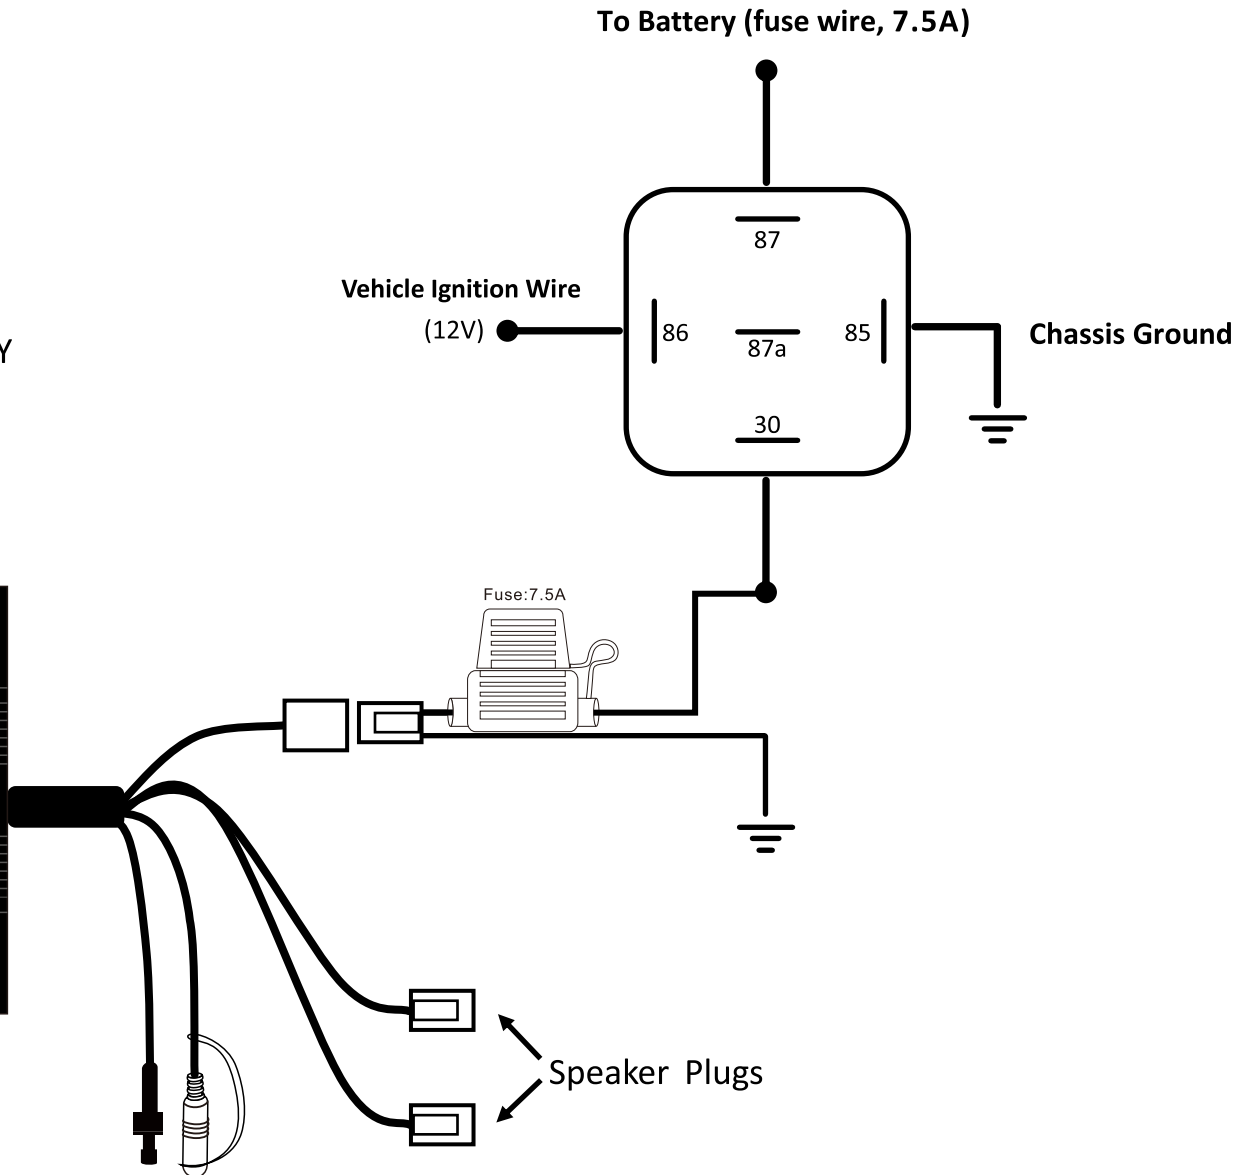 To Battery (fuse wire, 7.5A)
87
Vehicle Ignition Wire
(12V)
86
87a
85
Chassis Ground
Y
30
Fuse:7.5A
Speaker Plugs